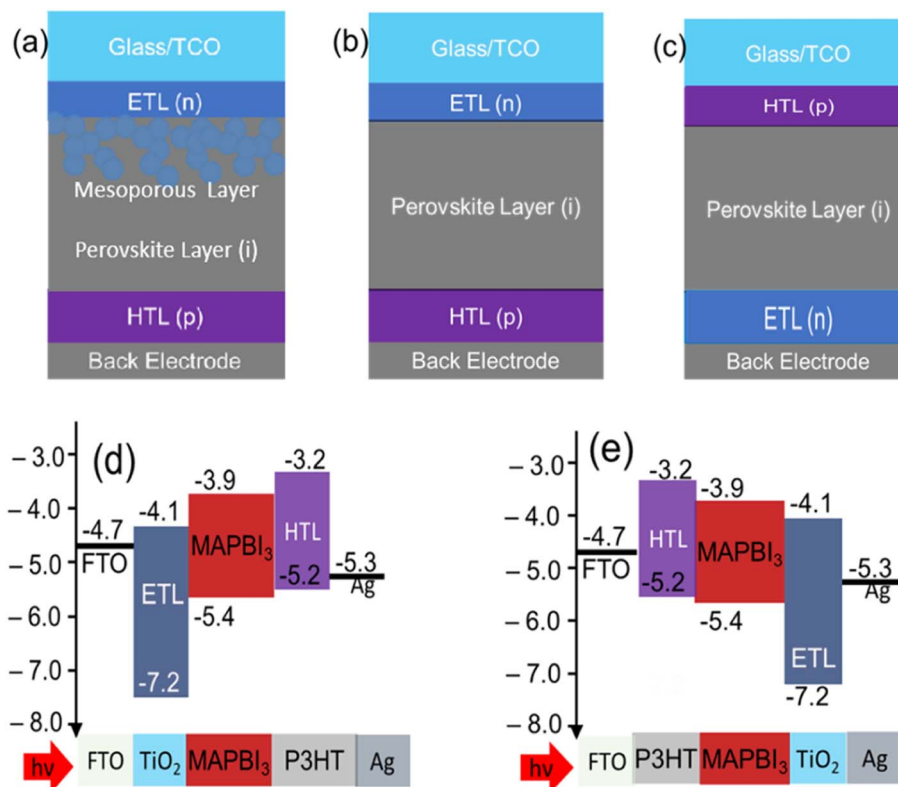 (a)
Glass/TCO
ETL (n)
Mesoporous Layer
Perovskite Layer (i)
HTL (p)
Back Electrode
(b)
Glass/TCO
ETL (n)
Perovskite Layer (i)
HTL (p)
Back Electrode
(c)
Glass/TCO
HTL (p)
Perovskite Layer (i)
ETL (n)
Back Electrode
(d)
– 3.0
– 4.0
– 5.0
– 6.0
– 7.0
– 8.0
-4.7
FTO
-4.1
ETL
-7.2
-3.9
MAPBI₃
-5.4
-3.2
HTL
-5.2
-5.3
Ag
hv
FTO
TiO₂
MAPBI₃
P3HT
Ag
(e)
– 3.0
– 4.0
– 5.0
– 6.0
– 7.0
– 8.0
-4.7
FTO
-3.2
HTL
-5.2
-3.9
MAPBI₃
-5.4
-4.1
ETL
-7.2
-5.3
Ag
hv
FTO
P3HT
MAPBI₃
TiO₂
Ag